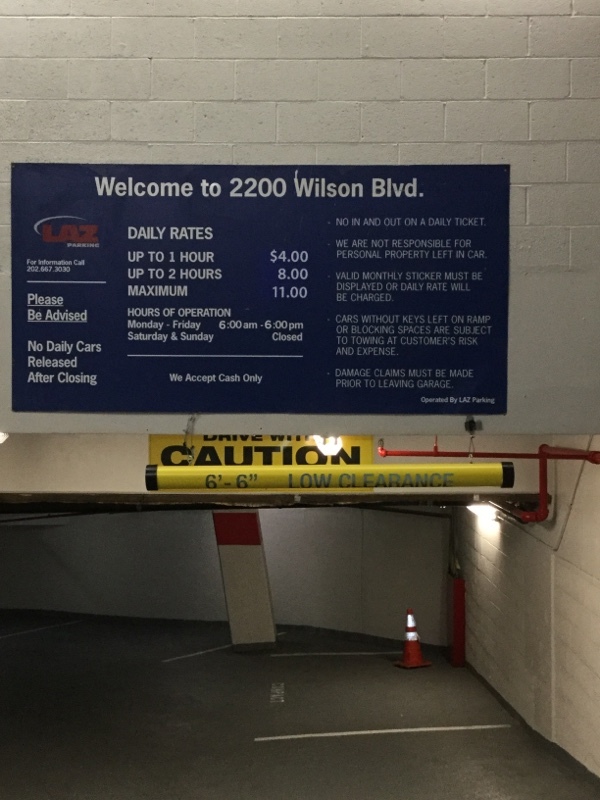 Welcome to 2200 Wilson Blvd.
LAZ
PARKING
For Information Call
202.667.3030
Please
Be Advised
No Daily Cars
Released
After Closing
DAILY RATES
UP TO 1 HOUR $4.00
UP TO 2 HOURS 8.00
MAXIMUM 11.00
HOURS OF OPERATION
Monday - Friday 6:00am - 6:00pm
Saturday & Sunday Closed
We Accept Cash Only
- NO IN AND OUT ON A DAILY TICKET.
- WE ARE NOT RESPONSIBLE FOR
PERSONAL PROPERTY LEFT IN CAR.
- VALID MONTHLY STICKER MUST BE
DISPLAYED OR DAILY RATE WILL
BE CHARGED.
- CARS WITHOUT KEYS LEFT ON RAMP
OR BLOCKING SPACES ARE SUBJECT
TO TOWING AT CUSTOMER'S RISK
AND EXPENSE.
- DAMAGE CLAIMS MUST BE MADE
PRIOR TO LEAVING GARAGE.
Operated By LAZ Parking
DRIVE WITH
CAUTION
6'-6" LOW CLEARANCE